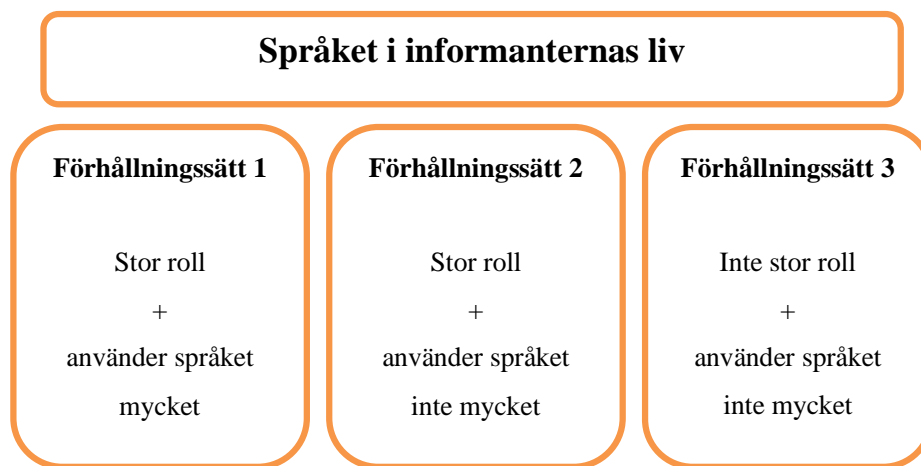 Språket i informanternas liv
Förhållningssätt 1
Stor roll
+
använder språket
mycket
Förhållningssätt 2
Stor roll
+
använder språket
inte mycket
Förhållningssätt 3
Inte stor roll
+
använder språket
inte mycket